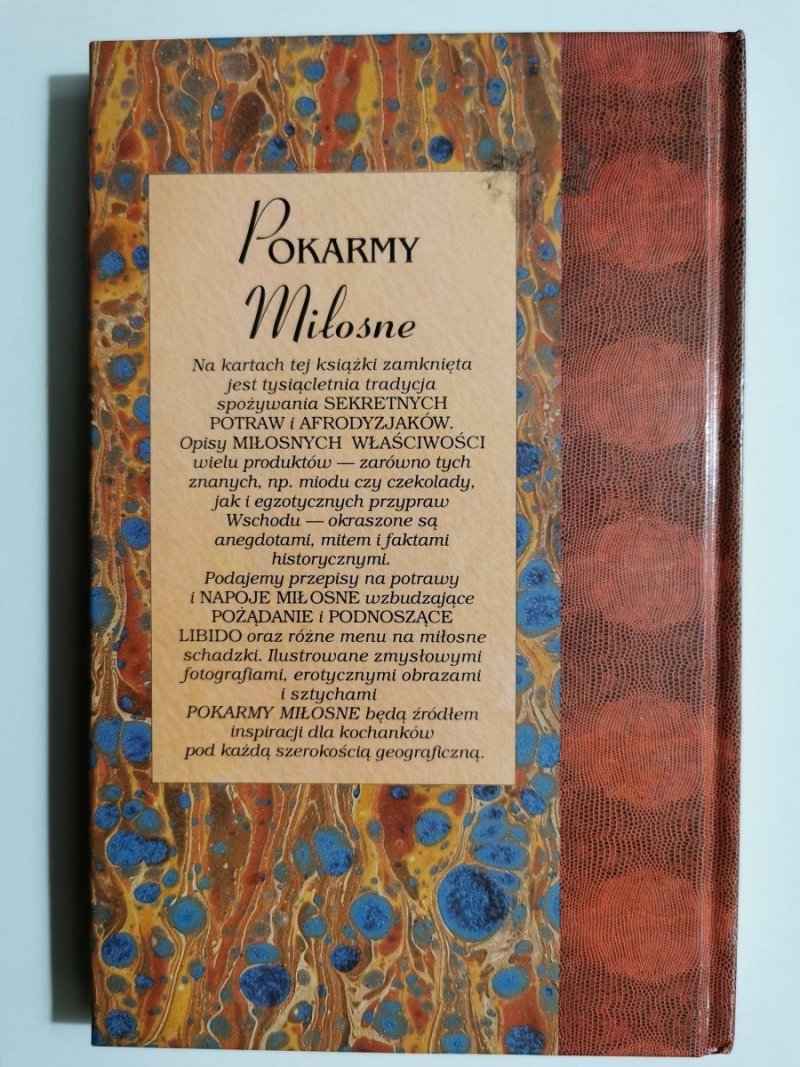 POKARMY
Miłosne
Na kartach tej książki zamknięta
jest tysiącletnia tradycja
spożywania SEKRETNYCH
POTRAW i AFRODYZJAKÓW.
Opisy MIŁOSNYCH WŁAŚCIWOŚCI
wielu produktów — zarówno tych
znanych, np. miodu czy czekolady,
jak i egzotycznych przypraw
Wschodu — okraszone są
anegdotami, mitem i faktami
historycznymi.
Podajemy przepisy na potrawy
i NAPOJE MIŁOSNE wzbudzające
POŻĄDANIE i PODNOSZĄCE
LIBIDO oraz różne menu na miłosne
schadzki. Ilustrowane zmysłowymi
fotografiami, erotycznymi obrazami
i sztychami
POKARMY MIŁOSNE będą źródłem
inspiracji dla kochanków
pod każdą szerokością geograficzną.